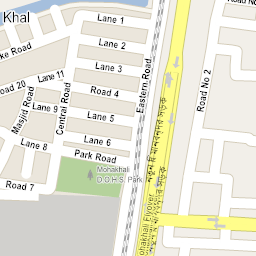 Khal
Lane 1
ke Road
Lane 2
Lane 3
Lane 11
Road 4
Road 20
Lane 9
Lane 5
Masjid Road
Central Road
Eastern Road
Road No 2
Lane 6
Lane 8
Park Road
Mohakhali
D.O.H.S. Park
Road 7
Mohakhali Flyover